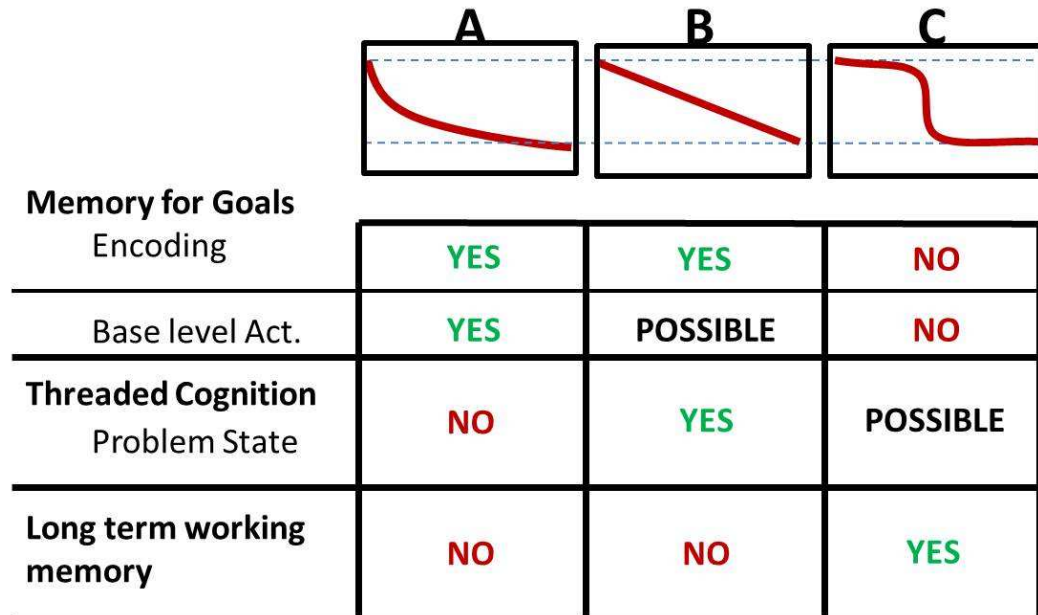 A B C
Memory for Goals
Encoding YES YES NO
Base level Act. YES POSSIBLE NO
Threaded Cognition
Problem State NO YES POSSIBLE
Long term working
memory NO NO YES